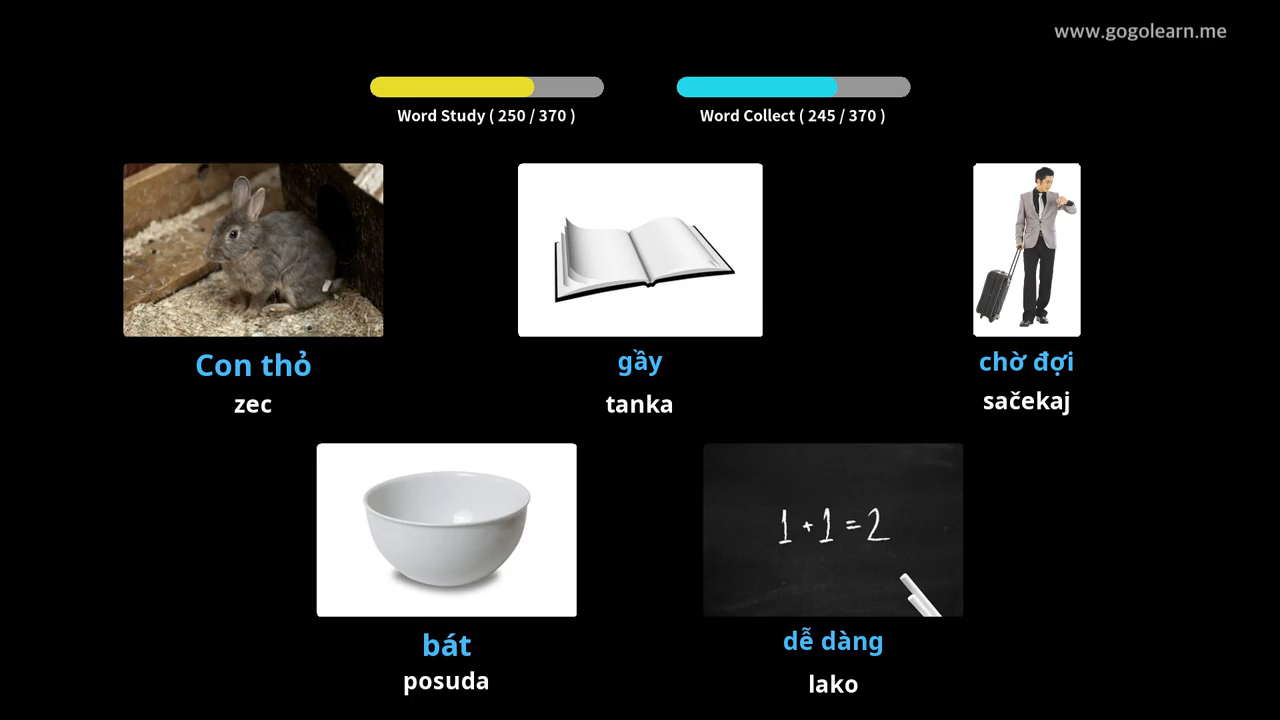 www.gogolearn.me
Word Study ( 250 / 370 )
Word Collect ( 245 / 370 )
Con thỏ
zec
gầy
tanka
chờ đợi
sačekaj
1 + 1 = 2
bát
posuda
dễ dàng
lako